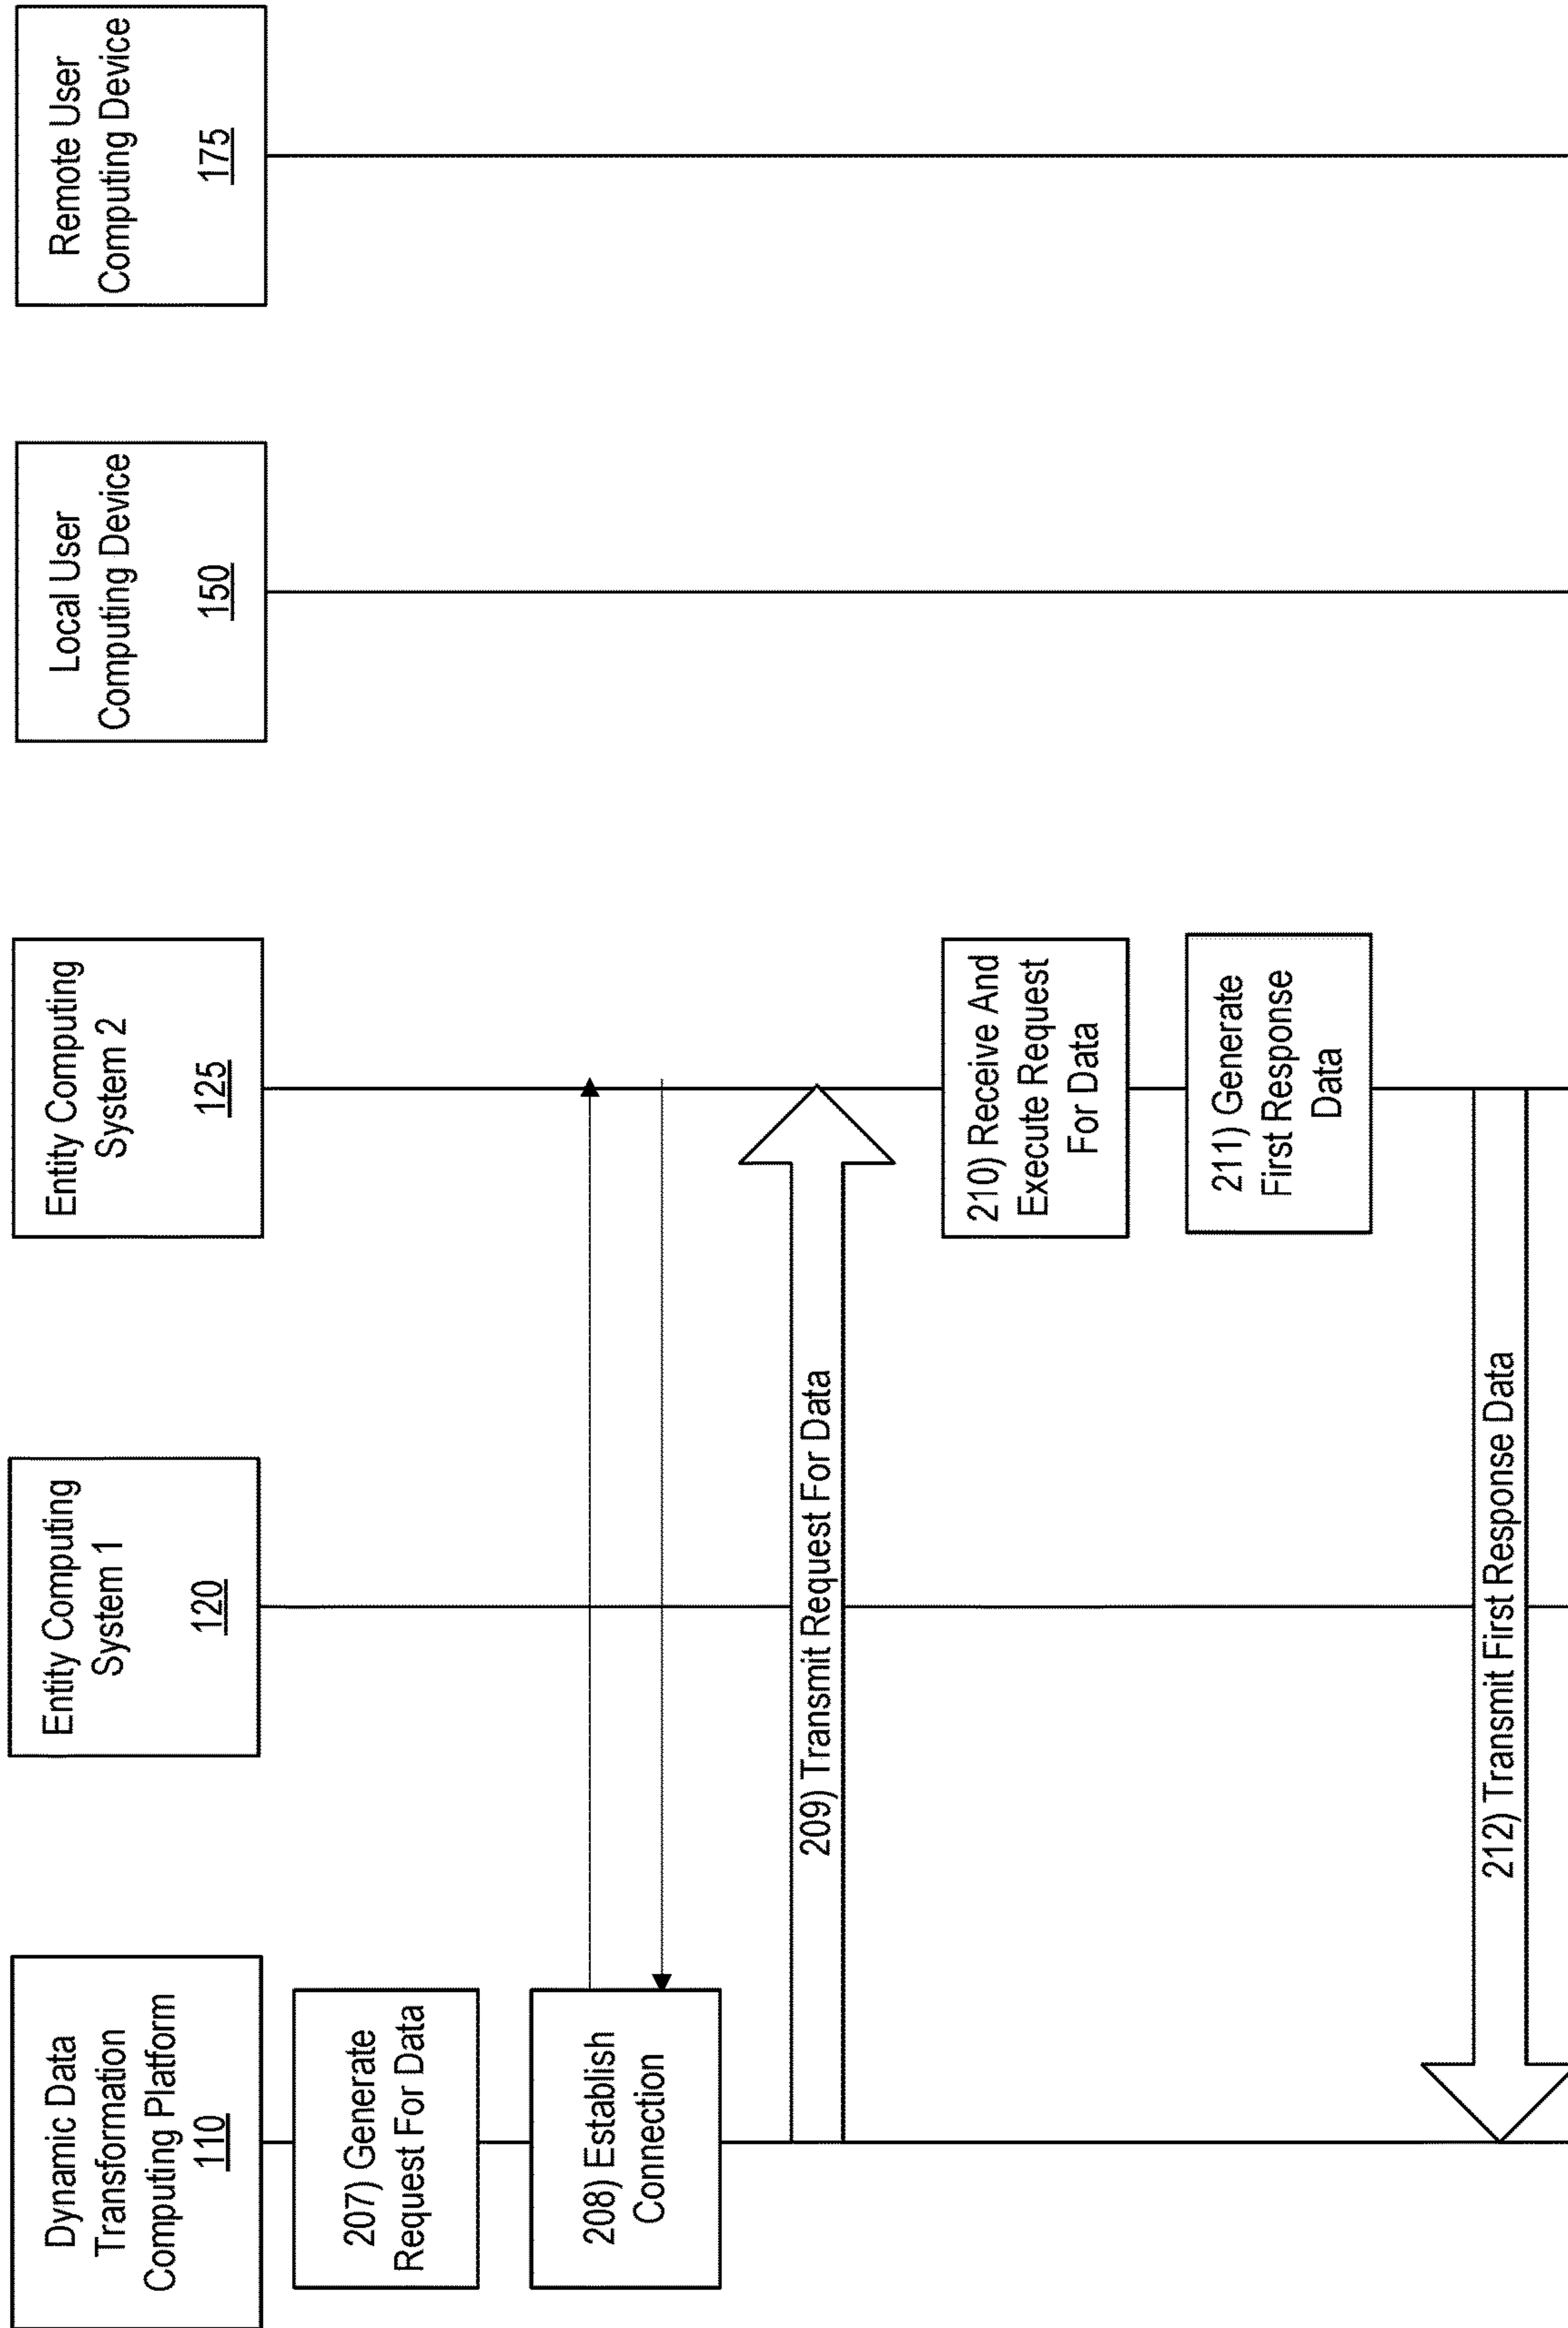 Dynamic Data
Transformation
Computing Platform
110
Entity Computing
System 1
120
Entity Computing
System 2
125
Local User
Computing Device
150
Remote User
Computing Device
175
207) Generate
Request For Data
208) Establish
Connection
209) Transmit Request For Data
210) Receive And
Execute Request
For Data
211) Generate
First Response
Data
212) Transmit First Response Data